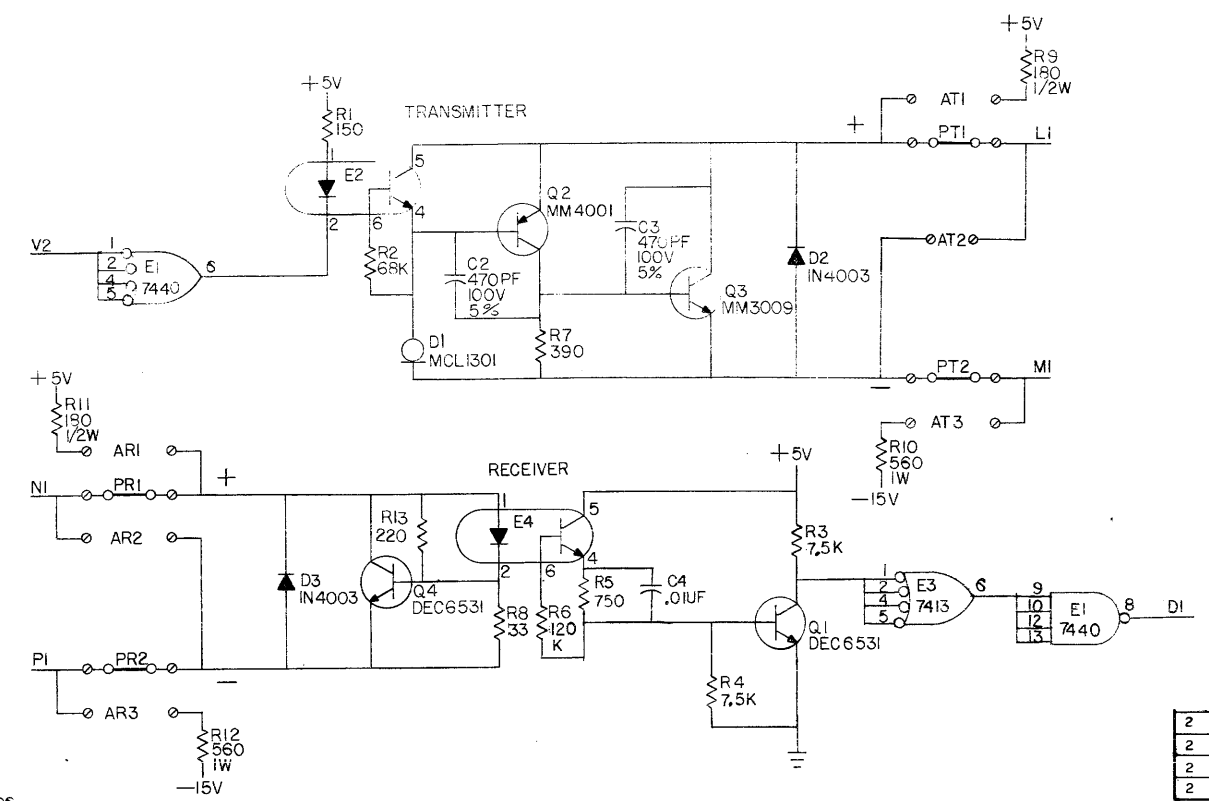 +5V
R9
180
1/2W
AT1
+
PT1
L1
+5V
R1
150
TRANSMITTER
1
E2
5
4
2
6
Q2
MM4001
C3
470PF
100V
5%
AT2
D2
IN4003
V2
1
2
4
5
E1
7440
6
R2
68K
C2
470PF
100V
5%
Q3
MM3009
D1
MCL1301
R7
390
PT2
M1
−
AT3
R10
560
1W
−15V
+5V
R11
180
1/2W
AR1
N1
PR1
+
AR2
RECEIVER
R13
220
1
E4
5
4
2
6
+5V
R3
7.5K
D3
IN4003
Q4
DEC6531
R8
33
R6
120
K
R5
750
C4
.01UF
Q1
DEC6531
1
2
4
5
E3
7413
6
9
10
12
13
E1
7440
8
D1
P1
PR2
−
R4
7.5K
AR3
R12
560
1W
−15V
2
2
2
2